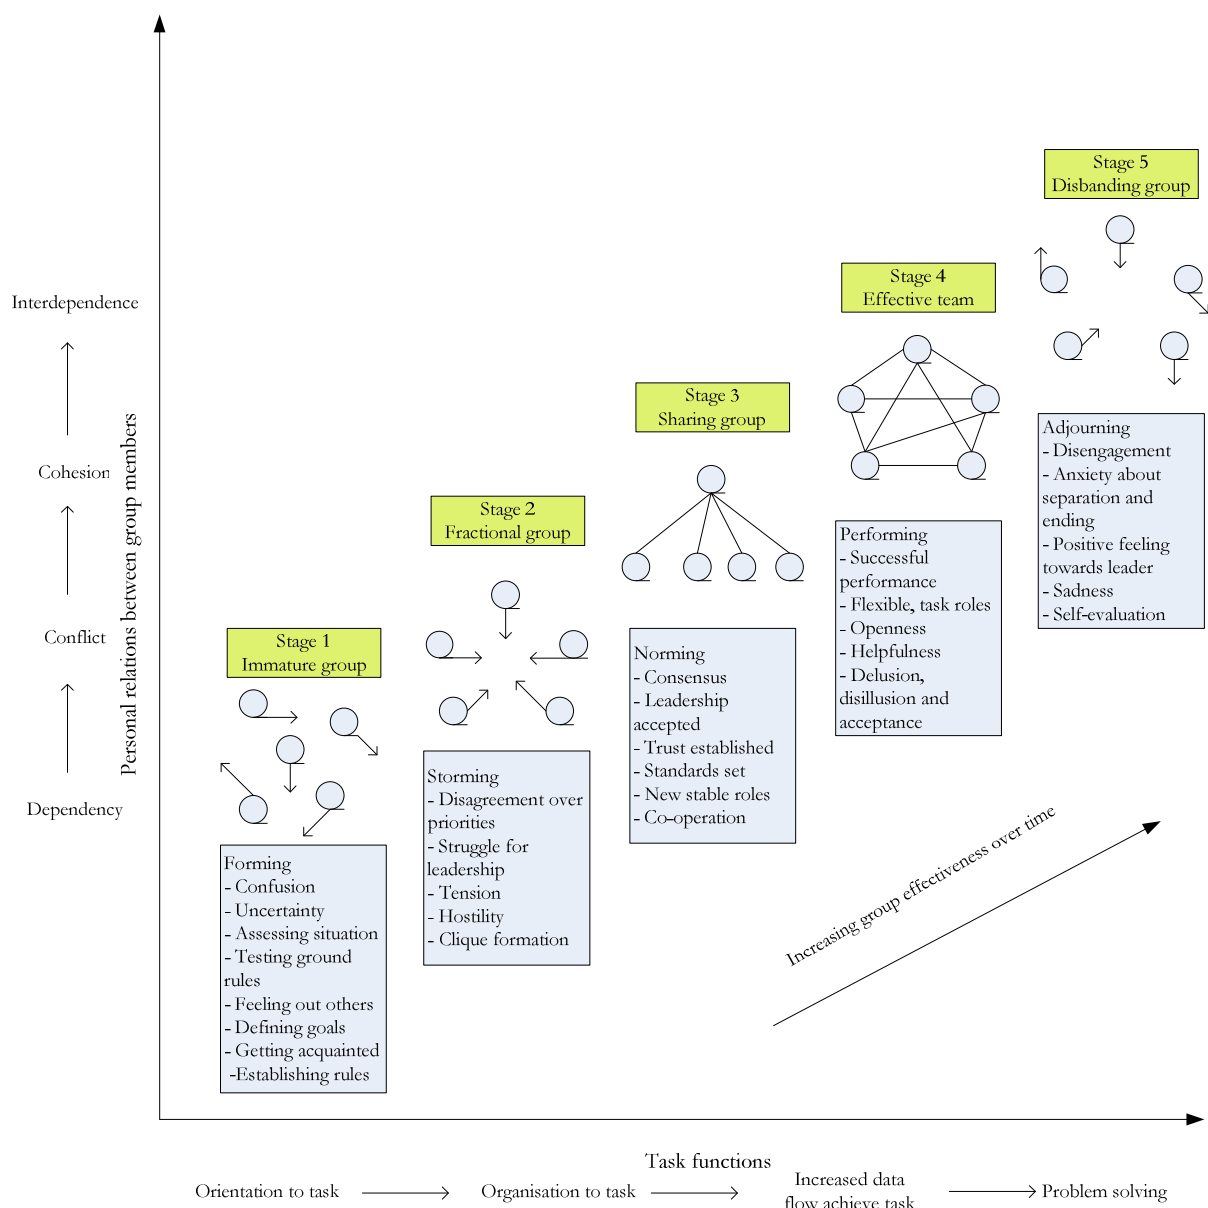 Stage 5
Disbanding group
Adjourning
- Disengagement
- Anxiety about
separation and
ending
- Positive feeling
towards leader
- Sadness
- Self-evaluation
Stage 4
Effective team
Performing
- Successful
performance
- Flexible, task roles
- Openness
- Helpfulness
- Delusion,
disillusion and
acceptance
Stage 3
Sharing group
Norming
- Consensus
- Leadership
accepted
- Trust established
- Standards set
- New stable roles
- Co-operation
Stage 2
Fractional group
Storming
- Disagreement over
priorities
- Struggle for
leadership
- Tension
- Hostility
- Clique formation
Stage 1
Immature group
Forming
- Confusion
- Uncertainty
- Assessing situation
- Testing ground
rules
- Feeling out others
- Defining goals
- Getting acquainted
-Establishing rules
Interdependence
Cohesion
Conflict
Dependency
Personal relations between group members
Increasing group effectiveness over time
Task functions
Orientation to task
Organisation to task
Increased data
flow achieve task
Problem solving